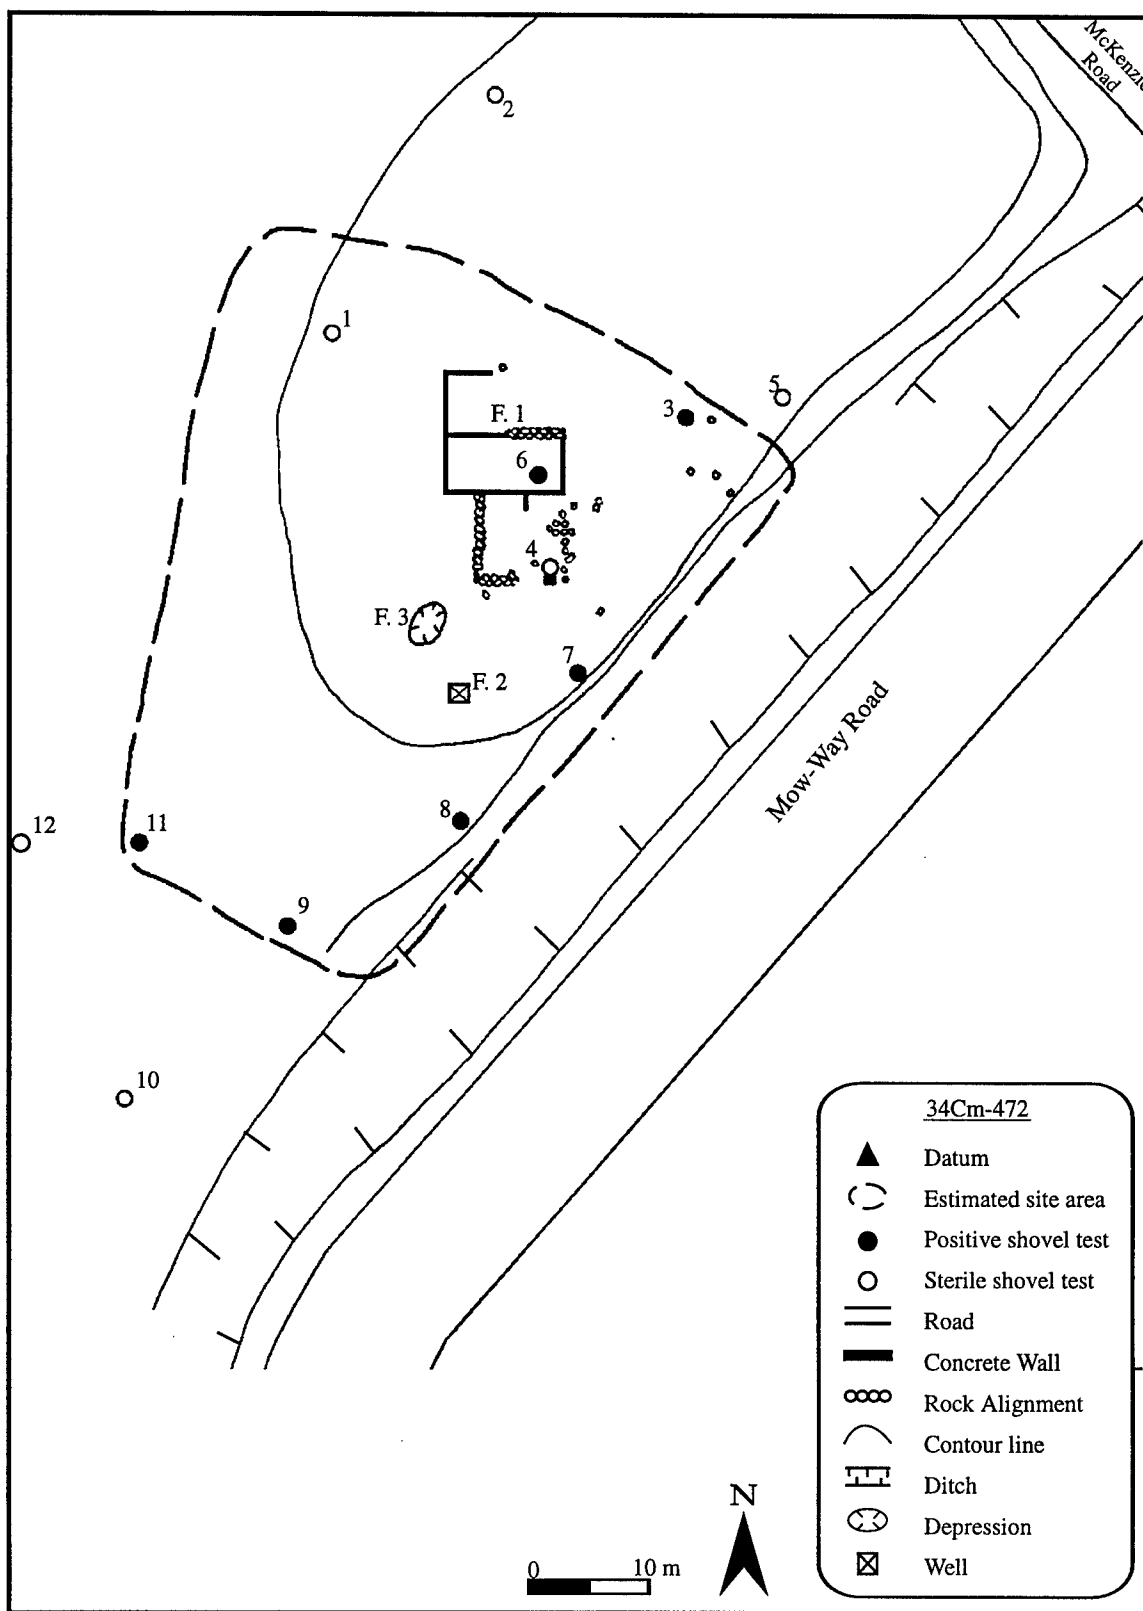 McKenzie
Road
2
1
5
3
F. 1
6
4
F. 3
7
F. 2
Mow-Way Road
8
12
11
9
10
34Cm-472
Datum
Estimated site area
Positive shovel test
Sterile shovel test
Road
Concrete Wall
Rock Alignment
Contour line
Ditch
Depression
Well
N
0 10 m